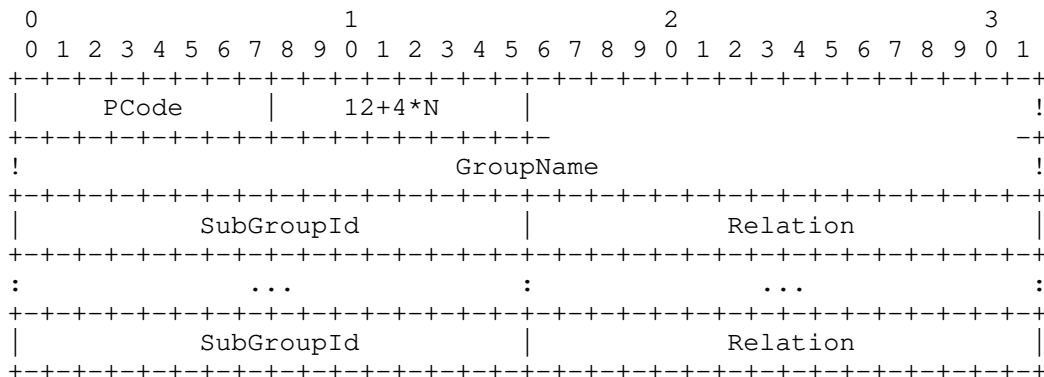 0                   1                   2                   3
 0 1 2 3 4 5 6 7 8 9 0 1 2 3 4 5 6 7 8 9 0 1 2 3 4 5 6 7 8 9 0 1
+-+-+-+-+-+-+-+-+-+-+-+-+-+-+-+-+-+-+-+-+-+-+-+-+-+-+-+-+-+-+-+-+
|     PCode     |    12+4*N     |                               !
+-+-+-+-+-+-+-+-+-+-+-+-+-+-+-+-+-                             -+
!                           GroupName                           !
+-+-+-+-+-+-+-+-+-+-+-+-+-+-+-+-+-+-+-+-+-+-+-+-+-+-+-+-+-+-+-+-+
|           SubGroupId          |            Relation           |
+-+-+-+-+-+-+-+-+-+-+-+-+-+-+-+-+-+-+-+-+-+-+-+-+-+-+-+-+-+-+-+-+
:              ...              :              ...              :
+-+-+-+-+-+-+-+-+-+-+-+-+-+-+-+-+-+-+-+-+-+-+-+-+-+-+-+-+-+-+-+-+
|           SubGroupId          |            Relation           |
+-+-+-+-+-+-+-+-+-+-+-+-+-+-+-+-+-+-+-+-+-+-+-+-+-+-+-+-+-+-+-+-+